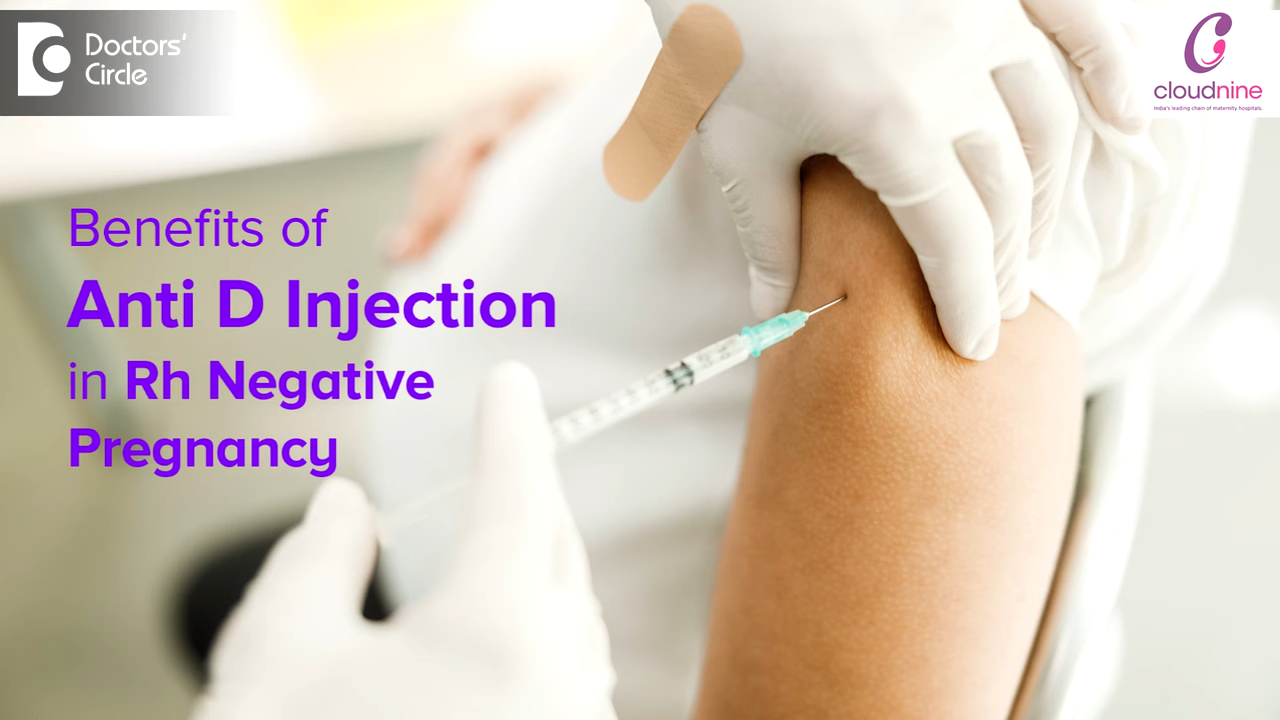 Doctors'
Circle
cloudnine
India's leading chain of maternity hospitals.
Benefits of
Anti D Injection
in Rh Negative
Pregnancy